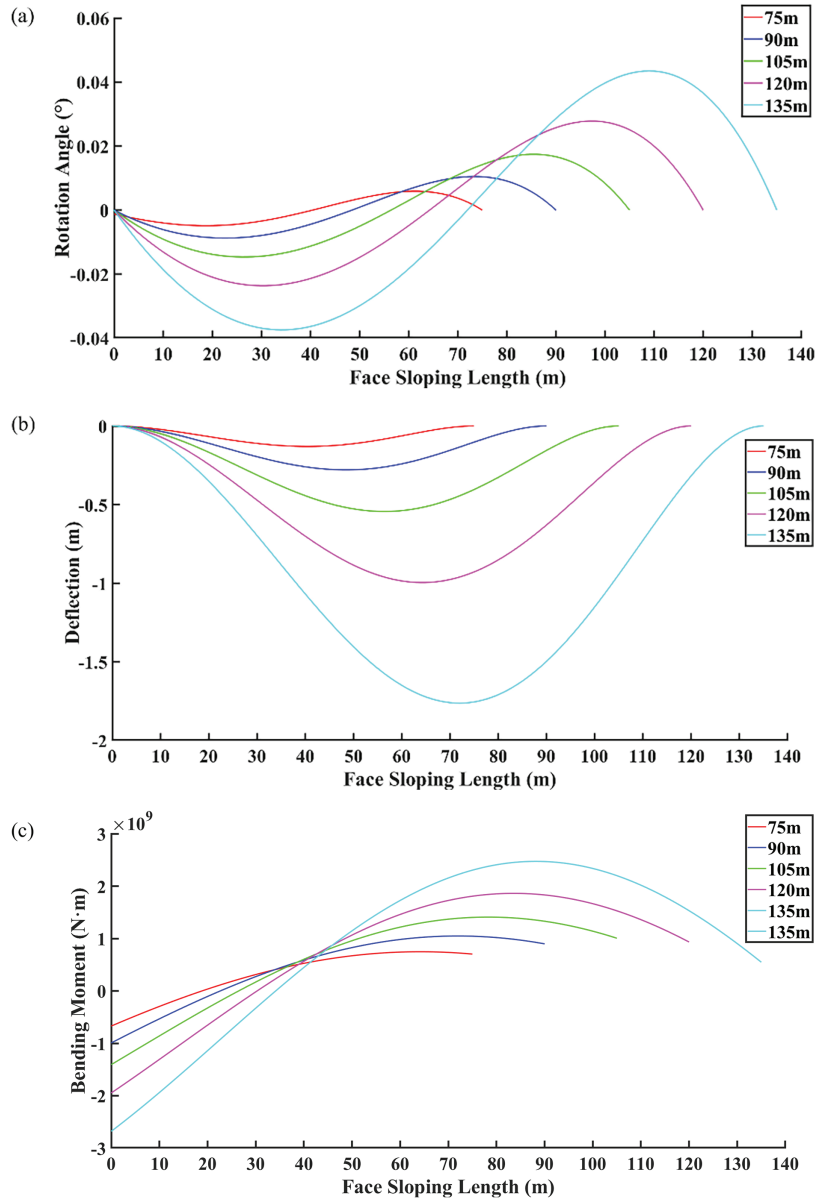 (a)
0.06
0.04
0.02
0
-0.02
-0.04
Rotation Angle (°)
0 10 20 30 40 50 60 70 80 90 100 110 120 130 140
Face Sloping Length (m)
75m
90m
105m
120m
135m
(b)
0
-0.5
-1
-1.5
-2
Deflection (m)
0 10 20 30 40 50 60 70 80 90 100 110 120 130 140
Face Sloping Length (m)
75m
90m
105m
120m
135m
(c)
×10⁹
3
2
1
0
-1
-2
-3
Bending Moment (N·m)
0 10 20 30 40 50 60 70 80 90 100 110 120 130 140
Face Sloping Length (m)
75m
90m
105m
120m
135m
135m